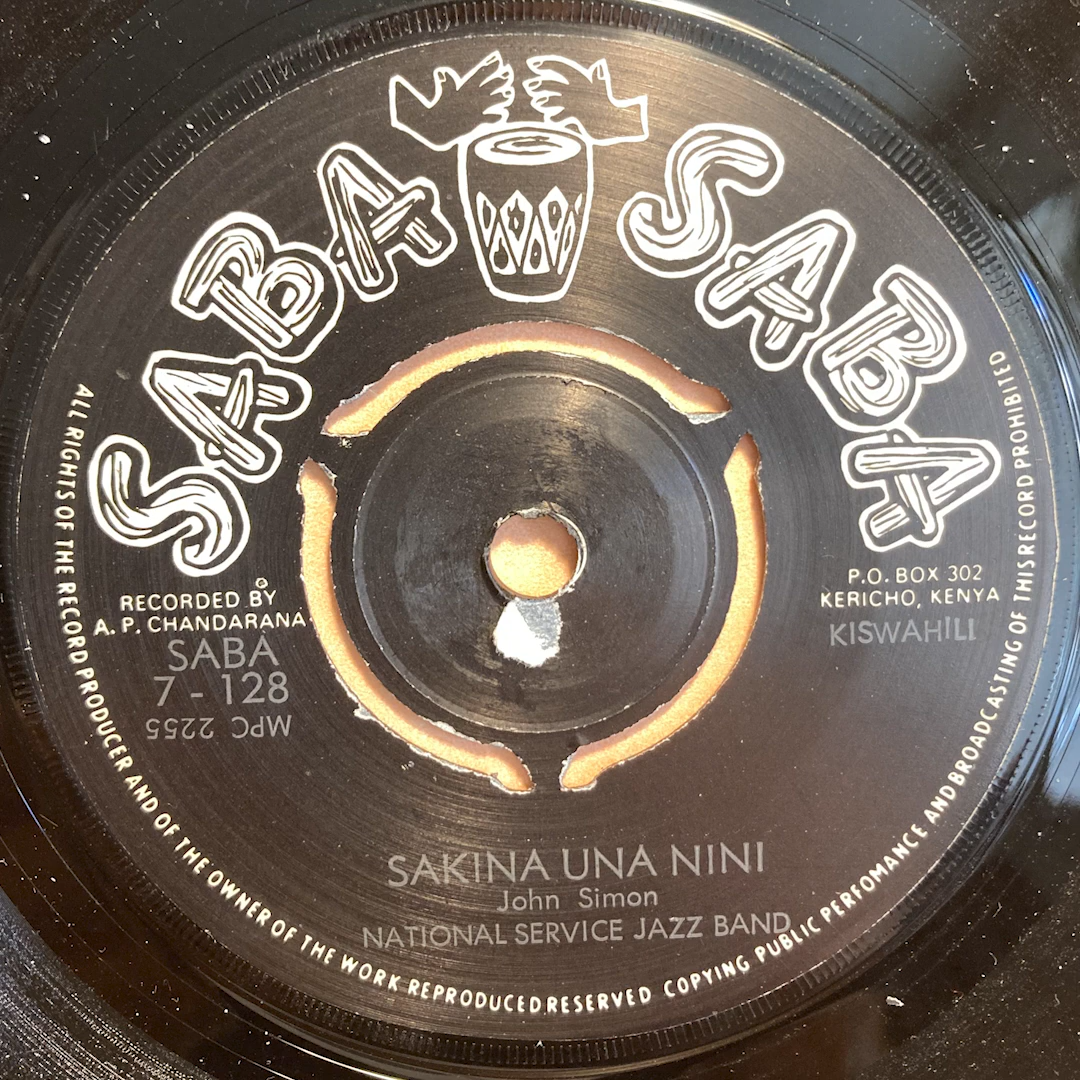 SABA SABA
RECORDED BY
A. P. CHANDARANA
SABA
7 - 128
MPC 2255
P.O. BOX 302
KERICHO, KENYA
KISWAHILI
SAKINA UNA NINI
John Simon
NATIONAL SERVICE JAZZ BAND
ALL RIGHTS OF THE RECORD PRODUCER AND OF THE OWNER OF THE WORK REPRODUCED RESERVED COPYING PUBLIC PERFOMANCE AND BROADCASTING OF THIS RECORD PROHIBITED